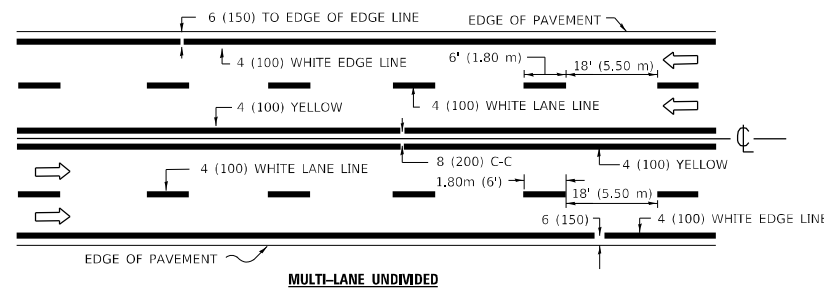 6 (150) TO EDGE OF EDGE LINE
EDGE OF PAVEMENT
4 (100) WHITE EDGE LINE
6' (1.80 m)
18' (5.50 m)
4 (100) YELLOW
4 (100) WHITE LANE LINE
℄
4 (100) WHITE LANE LINE
8 (200) C-C
4 (100) YELLOW
1.80m (6')
18' (5.50 m)
6 (150)
4 (100) WHITE EDGE LINE
EDGE OF PAVEMENT
MULTI-LANE UNDIVIDED